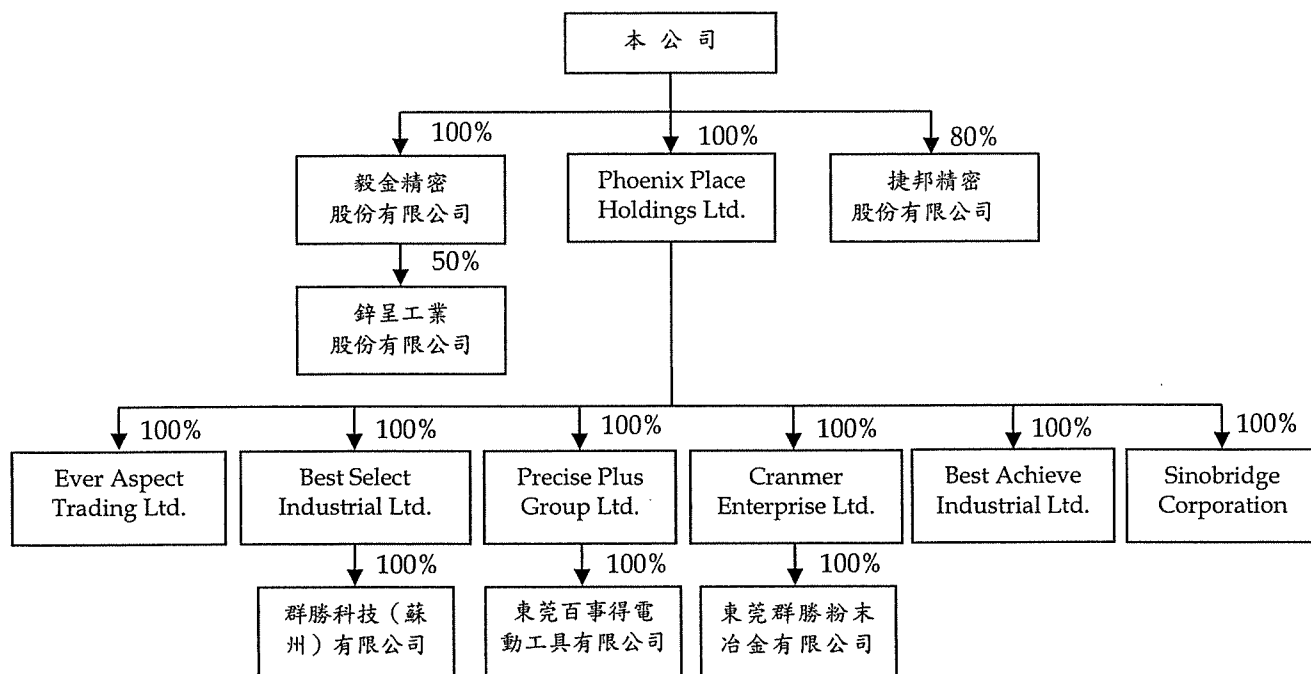 本公司
100%
100%
80%
毅金精密
股份有限公司
Phoenix Place
Holdings Ltd.
捷邦精密
股份有限公司
50%
鋅呈工業
股份有限公司
100%
100%
100%
100%
100%
100%
Ever Aspect
Trading Ltd.
Best Select
Industrial Ltd.
Precise Plus
Group Ltd.
Cranmer
Enterprise Ltd.
Best Achieve
Industrial Ltd.
Sinobridge
Corporation
100%
100%
100%
群勝科技（蘇
州）有限公司
東莞百事得電
動工具有限公司
東莞群勝粉末
冶金有限公司